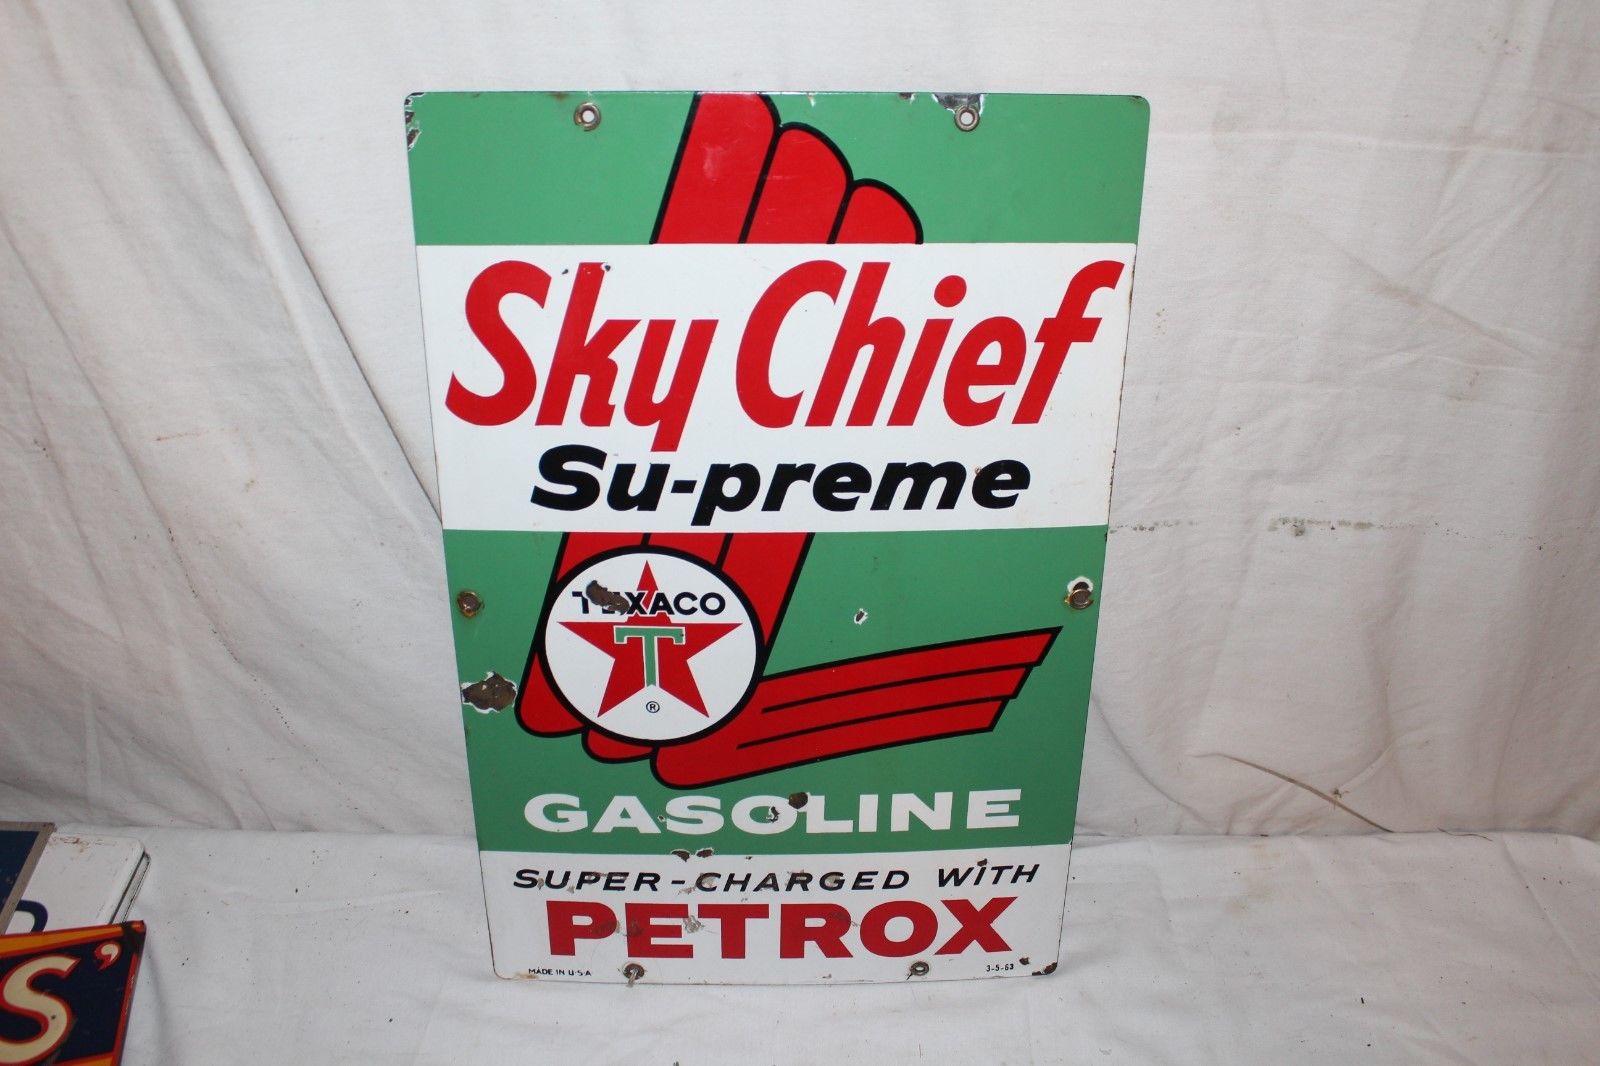 Sky Chief
Su-preme
TEXACO
T
®
GASOLINE
SUPER-CHARGED WITH
PETROX
MADE IN U·S·A 3-5-63
S'